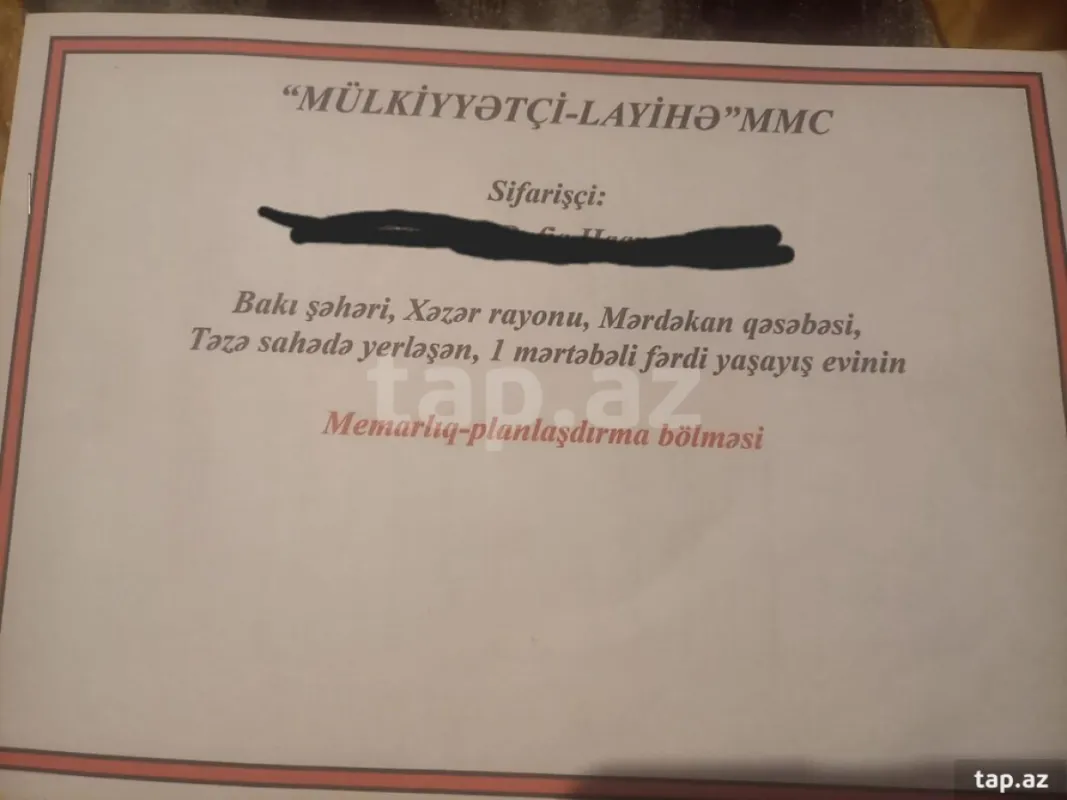 “MÜLKİYYƏTÇİ-LAYİHƏ”MMC
Sifarişçi:
Bakı şəhəri, Xəzər rayonu, Mərdəkan qəsəbəsi,
Təzə sahədə yerləşən, 1 mərtəbəli fərdi yaşayış evinin
tap.az
Memarlıq-planlaşdırma bölməsi
tap.az